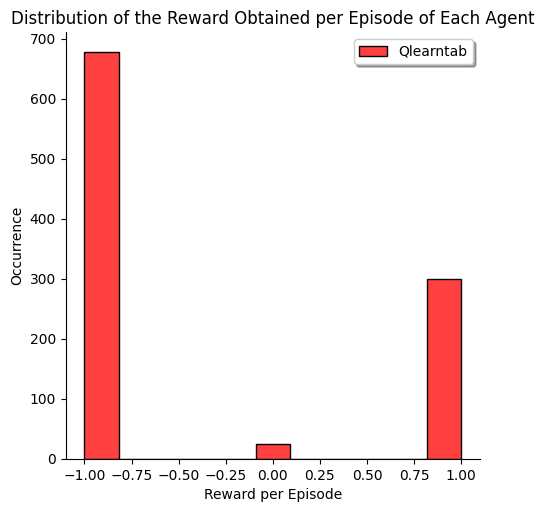 Distribution of the Reward Obtained per Episode of Each Agent
Qlearntab
700
600
500
400
300
200
100
0
Occurrence
−1.00 −0.75 −0.50 −0.25 0.00 0.25 0.50 0.75 1.00
Reward per Episode